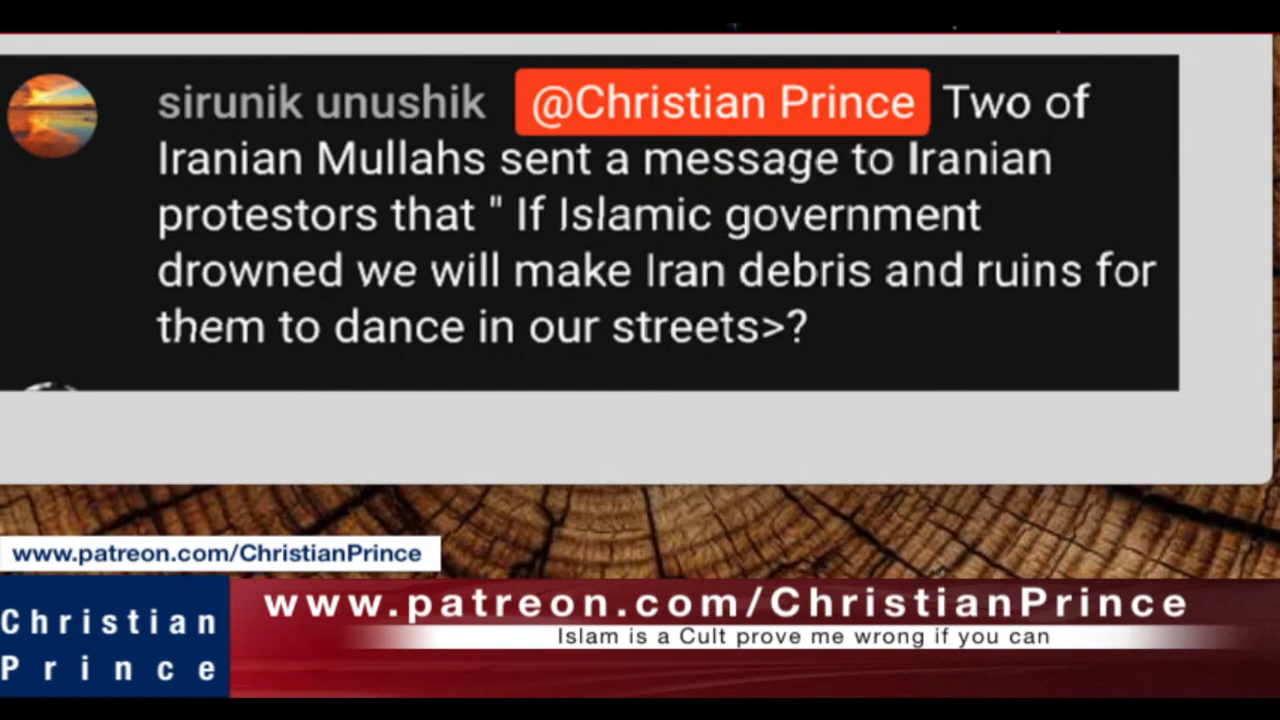 sirunik unushik @Christian Prince Two of
Iranian Mullahs sent a message to Iranian
protestors that " If Islamic government
drowned we will make Iran debris and ruins for
them to dance in our streets>?
www.patreon.com/ChristianPrince
Christian
Prince
www.patreon.com/ChristianPrince
Islam is a Cult prove me wrong if you can